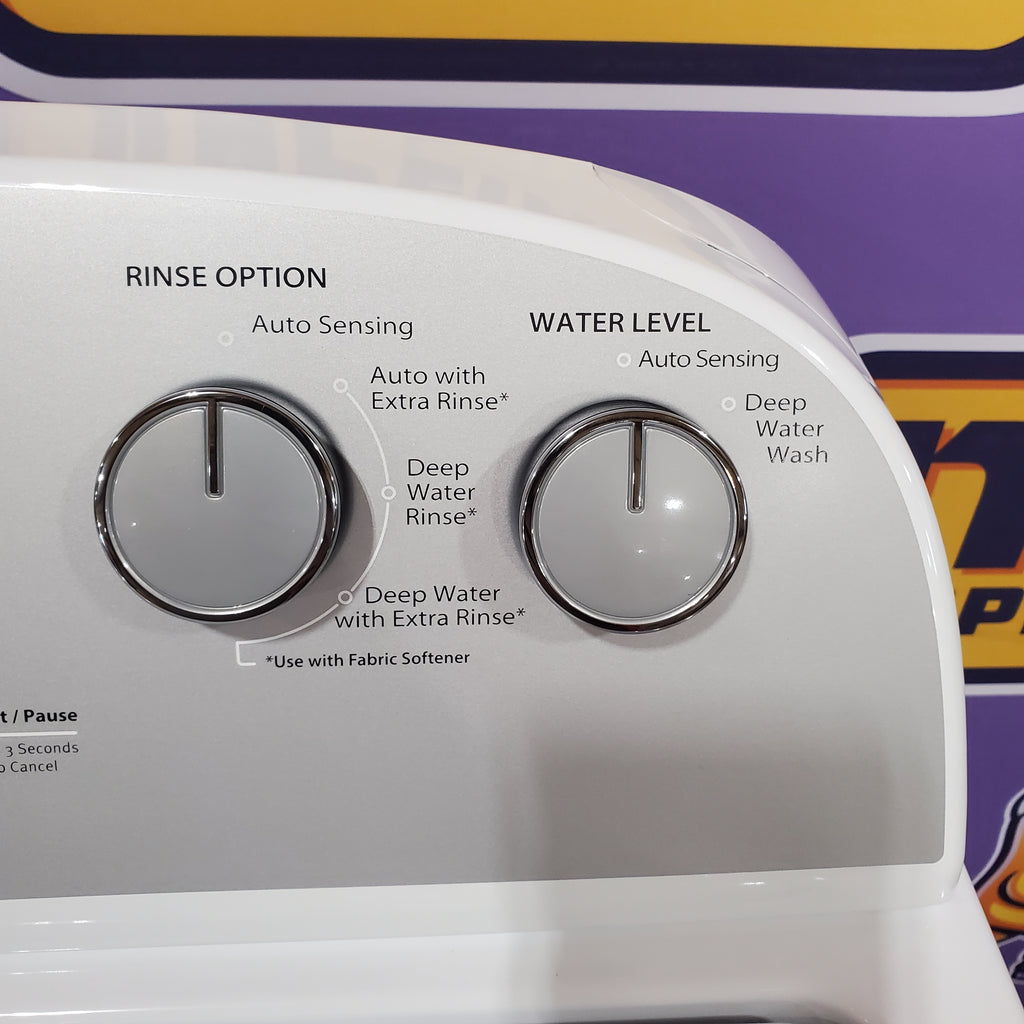 RINSE OPTION
Auto Sensing
Auto with
Extra Rinse*
Deep
Water
Rinse*
Deep Water
with Extra Rinse*
*Use with Fabric Softener
WATER LEVEL
Auto Sensing
Deep
Water
Wash
t / Pause
3 Seconds
o Cancel